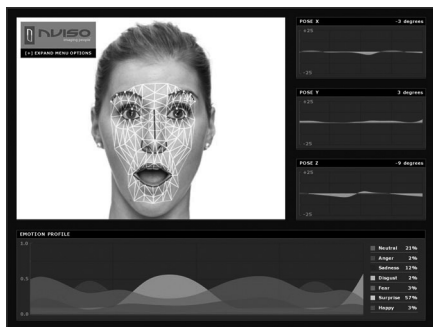 nviso
[+] EXPAND MENU OPTIONS
POSE X -3 degrees
+25
-25
POSE Y 3 degrees
+25
-25
POSE Z -9 degrees
+25
-25
EMOTION PROFILE
1.0
0.5
0.0
Neutral 21%
Anger 2%
Sadness 12%
Disgust 2%
Fear 3%
Surprise 57%
Happy 3%